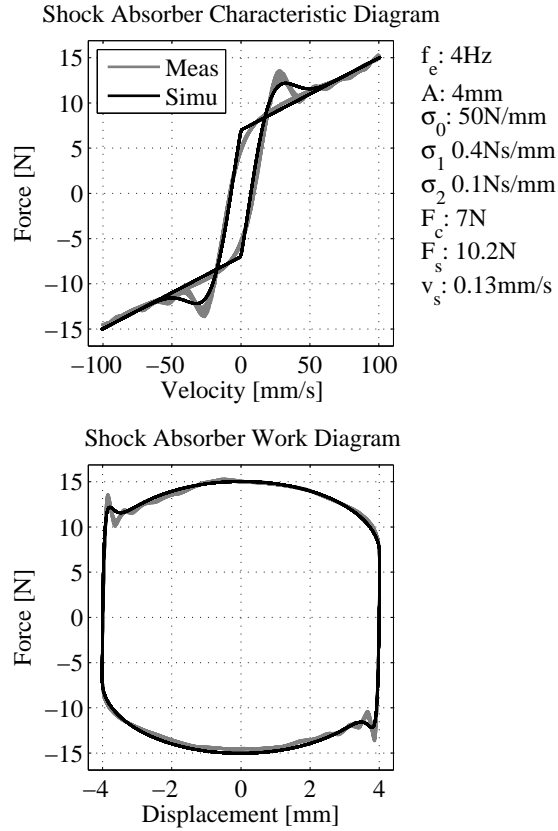 Shock Absorber Characteristic Diagram
Force [N]
15
10
5
0
−5
−10
−15
Meas
Simu
−100
−50
0
50
100
Velocity [mm/s]
f_e: 4Hz
A: 4mm
σ_0: 50N/mm
σ_1 0.4Ns/mm
σ_2 0.1Ns/mm
F_c: 7N
F_s: 10.2N
v_s: 0.13mm/s
Shock Absorber Work Diagram
Force [N]
15
10
5
0
−5
−10
−15
−4
−2
0
2
4
Displacement [mm]